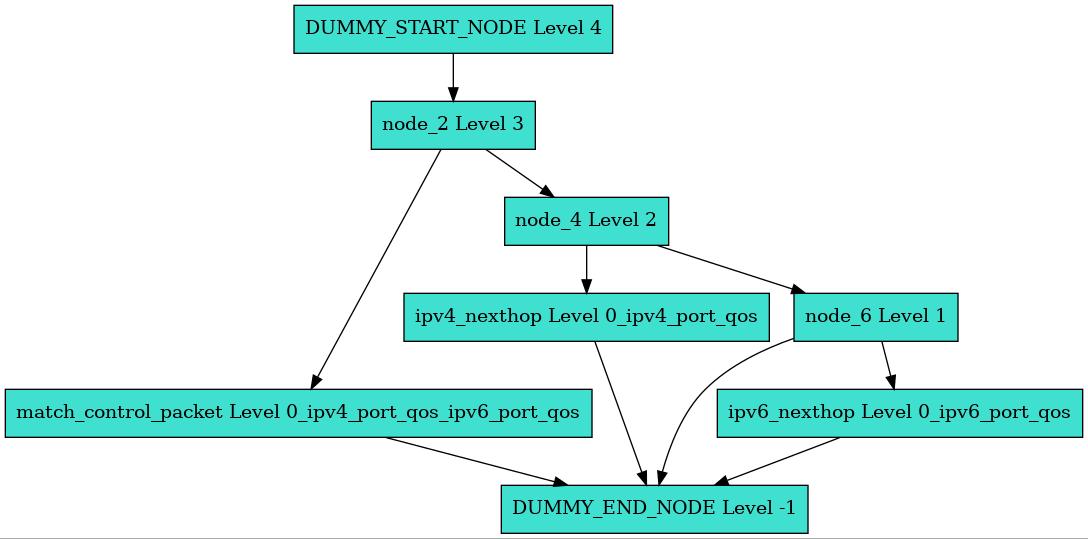 DUMMY_START_NODE Level 4
node_2 Level 3
node_4 Level 2
ipv4_nexthop Level 0_ipv4_port_qos
node_6 Level 1
match_control_packet Level 0_ipv4_port_qos_ipv6_port_qos
ipv6_nexthop Level 0_ipv6_port_qos
DUMMY_END_NODE Level -1